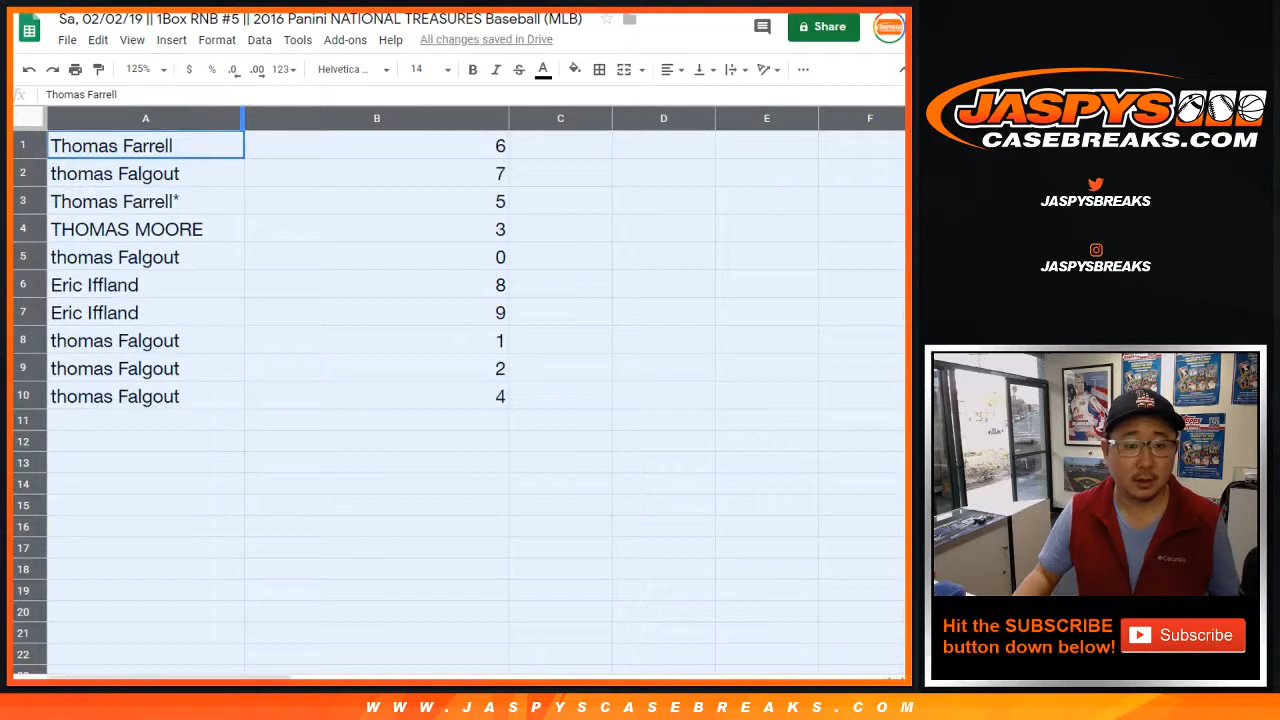 Sa, 02/02/19 || 1Box RNB #5 || 2016 Panini NATIONAL TREASURES Baseball (MLB)
Share
File Edit View Insert Format Data Tools Add-ons Help All changes saved in Drive
125% $ % .0 .00 123 Helvetica ... 14 B I S A
fx Thomas Farrell
A B C D E F
1 Thomas Farrell 6
2 thomas Falgout 7
3 Thomas Farrell* 5
4 THOMAS MOORE 3
5 thomas Falgout 0
6 Eric Iffland 8
7 Eric Iffland 9
8 thomas Falgout 1
9 thomas Falgout 2
10 thomas Falgout 4
11
12
13
14
15
16
17
18
19
20
21
22
JASPYS
CASEBREAKS.COM
JASPYSBREAKS
JASPYSBREAKS
Columbia
Hit the SUBSCRIBE
button down below!
Subscribe
WWW.JASPYSCASEBREAKS.COM